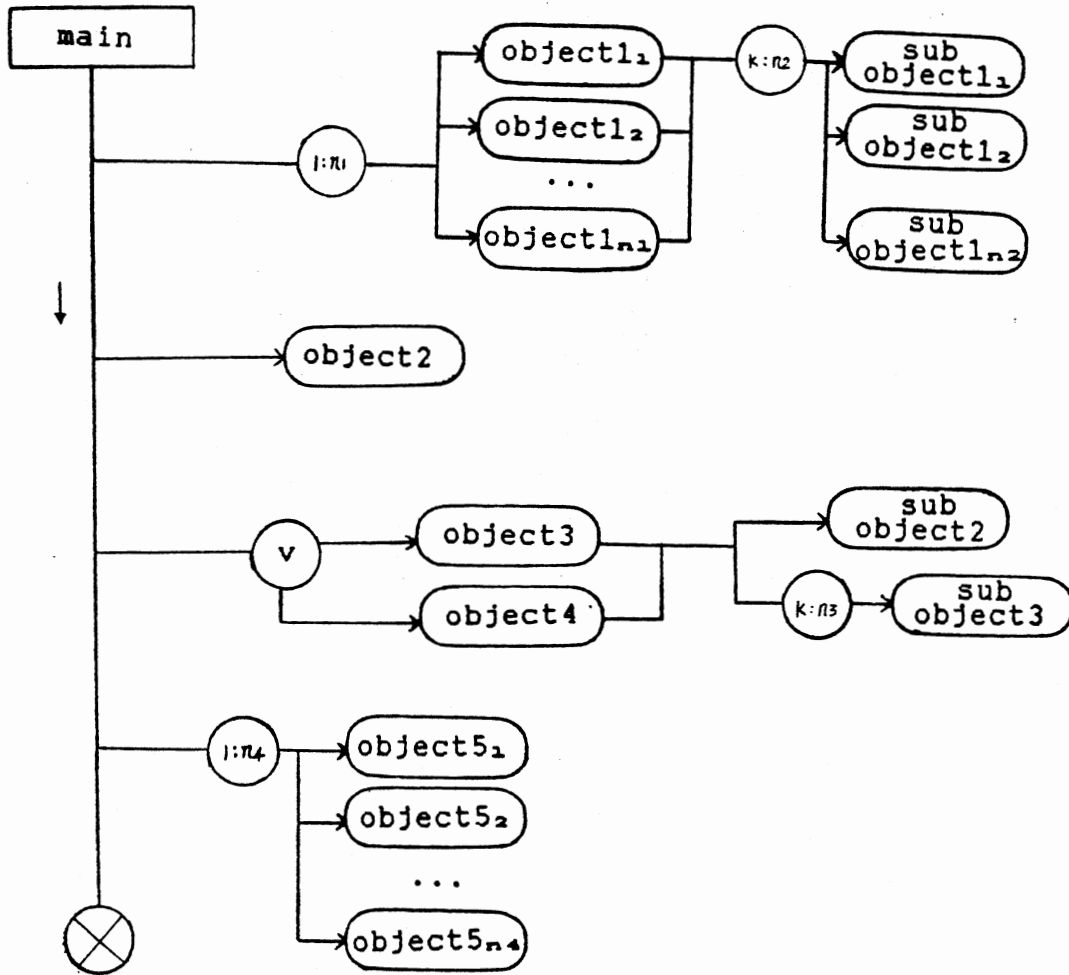 main
j:n1
object1₁
object1₂
...
object1ₙ₁
k:n2
sub
object1₁
sub
object1₂
sub
object1ₙ₂
object2
v
object3
object4
sub
object2
k:n3
sub
object3
j:n4
object5₁
object5₂
...
object5ₙ₄